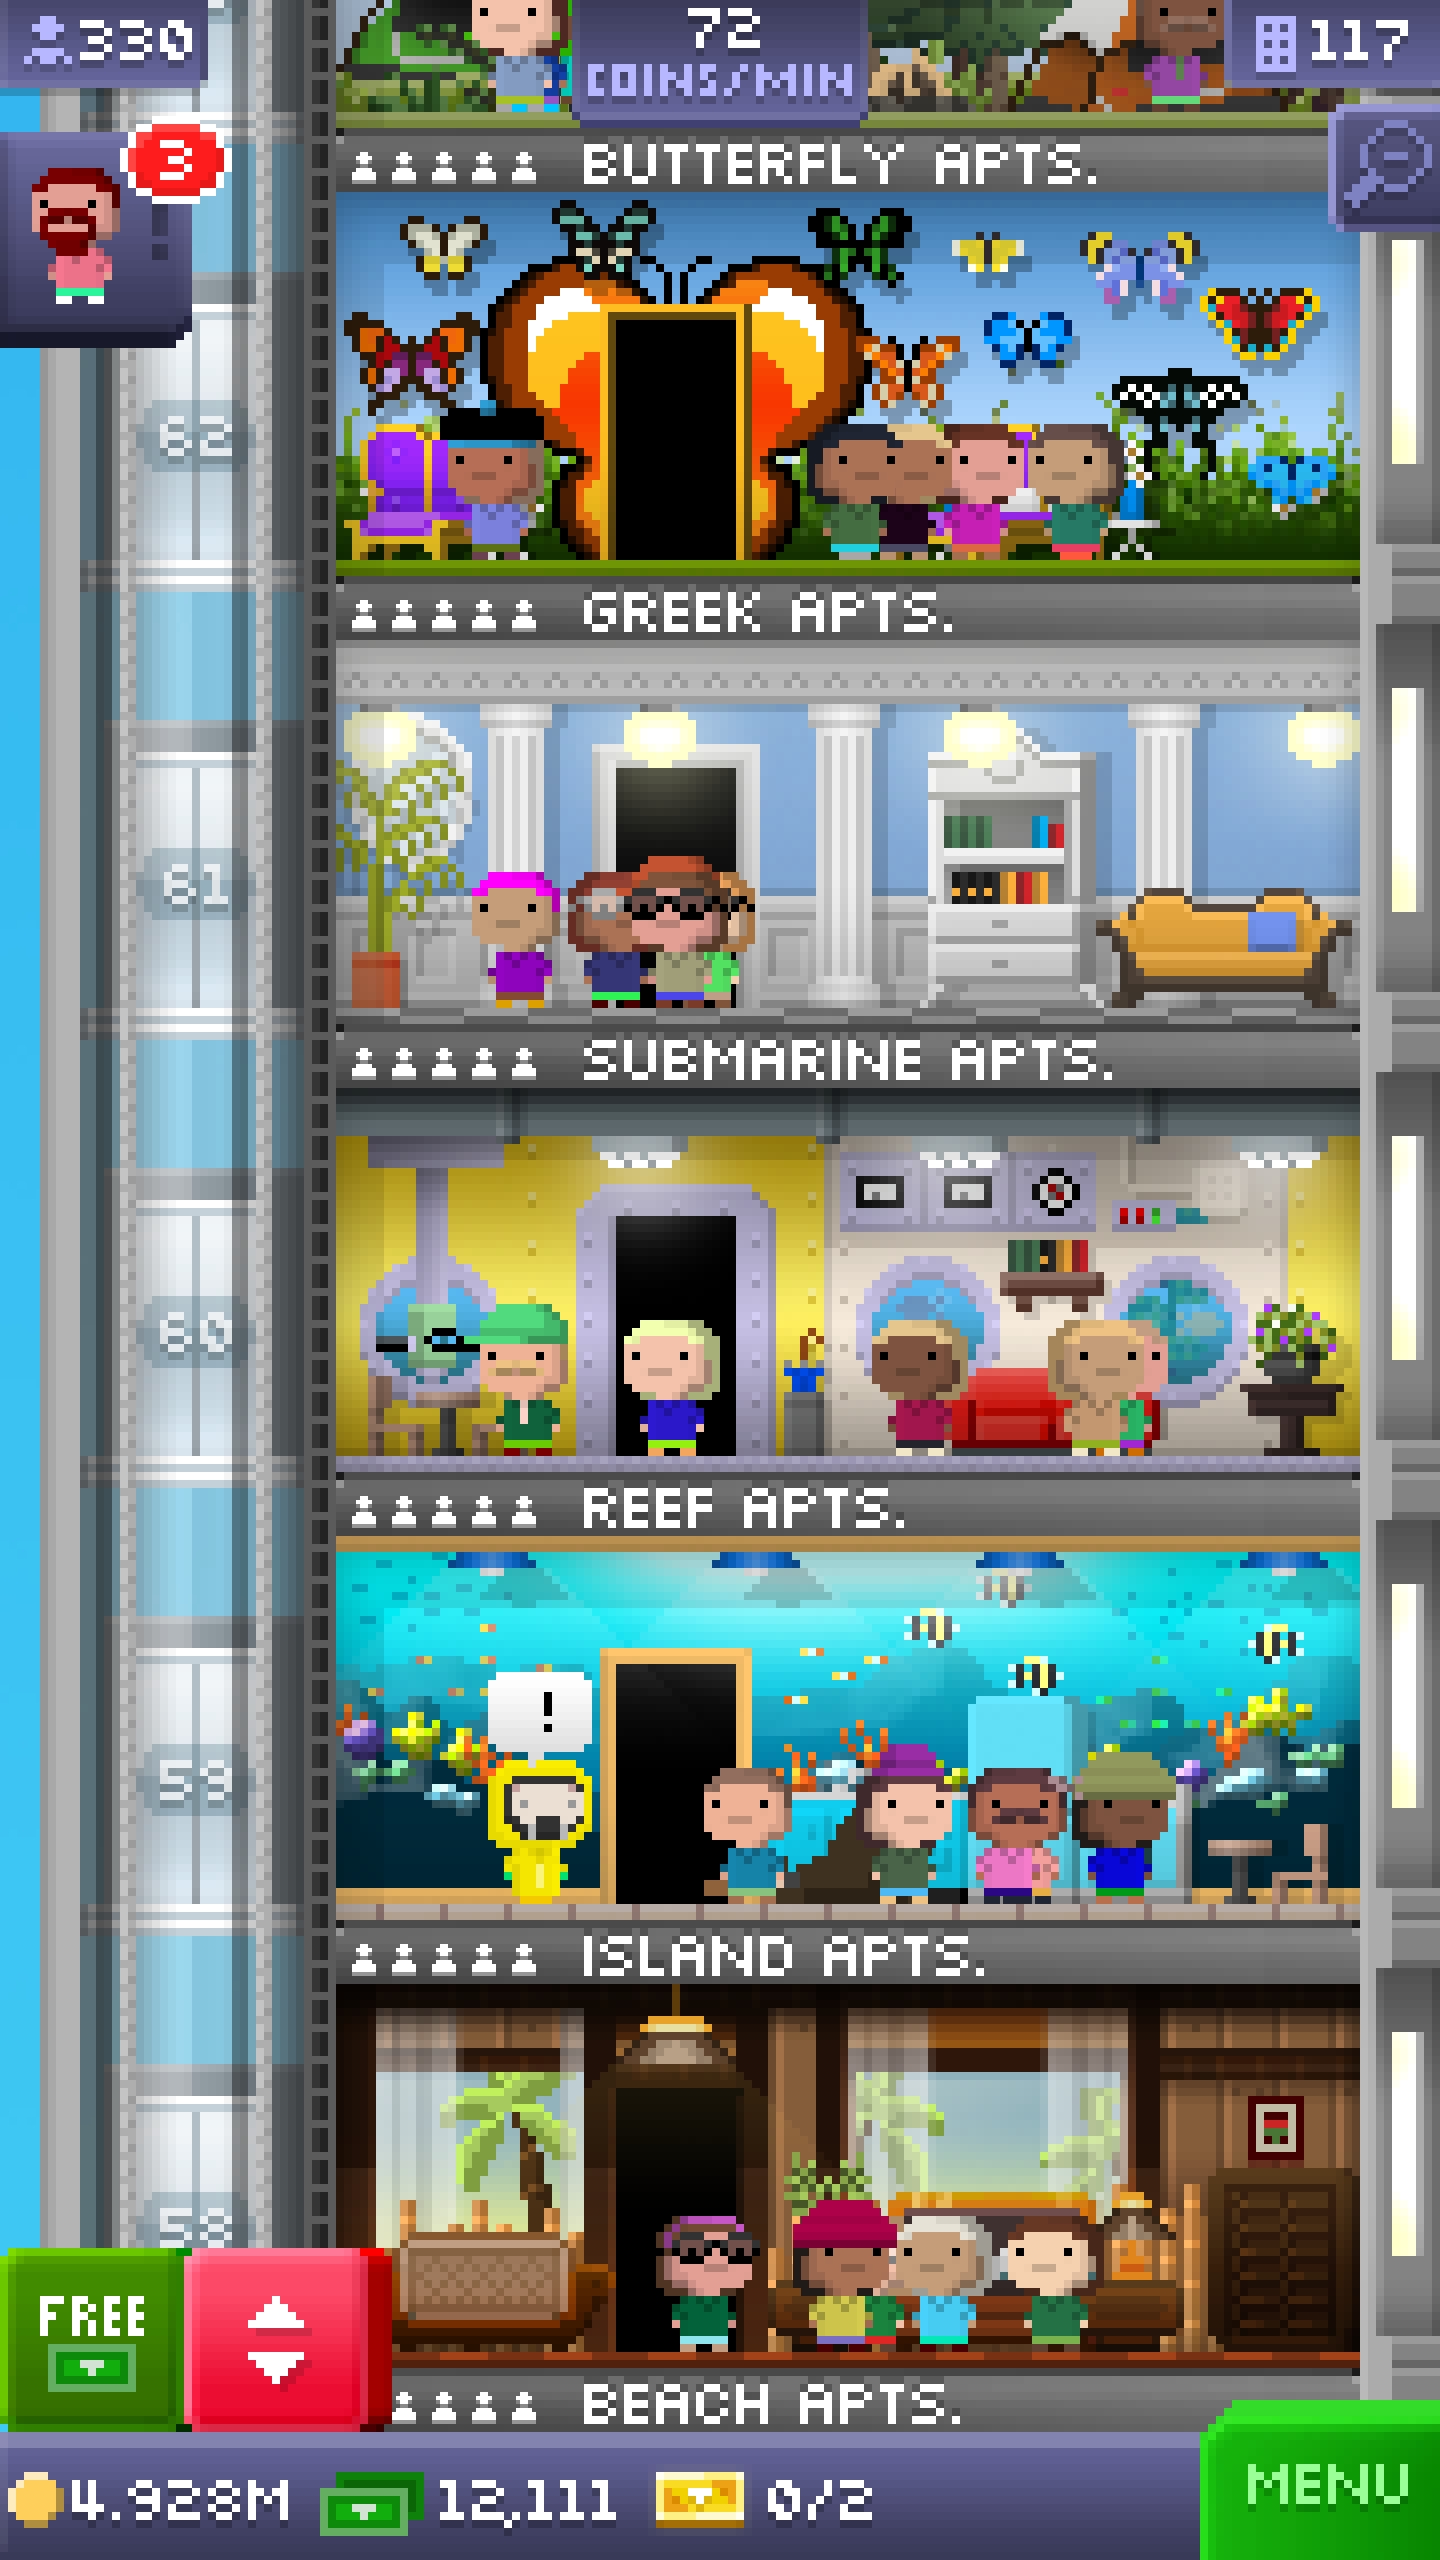 330
72
COINS/MIN
117
3
BUTTERFLY APTS.
62
GREEK APTS.
61
SUBMARINE APTS.
60
REEF APTS.
!
59
ISLAND APTS.
58
FREE
BEACH APTS.
4.928M
12,111
0/2
MENU